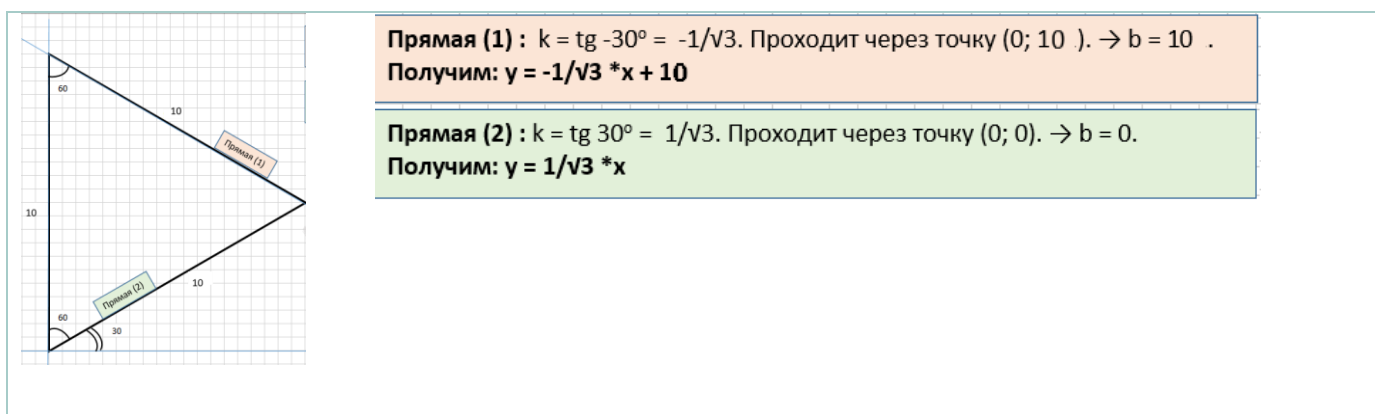 Прямая (1) : k = tg -30º = -1/√3. Проходит через точку (0; 10 ). → b = 10 .
Получим: y = -1/√3 *x + 10
Прямая (2) : k = tg 30º = 1/√3. Проходит через точку (0; 0). → b = 0.
Получим: y = 1/√3 *x
60
10
Прямая (1)
10
10
Прямая (2)
60
30